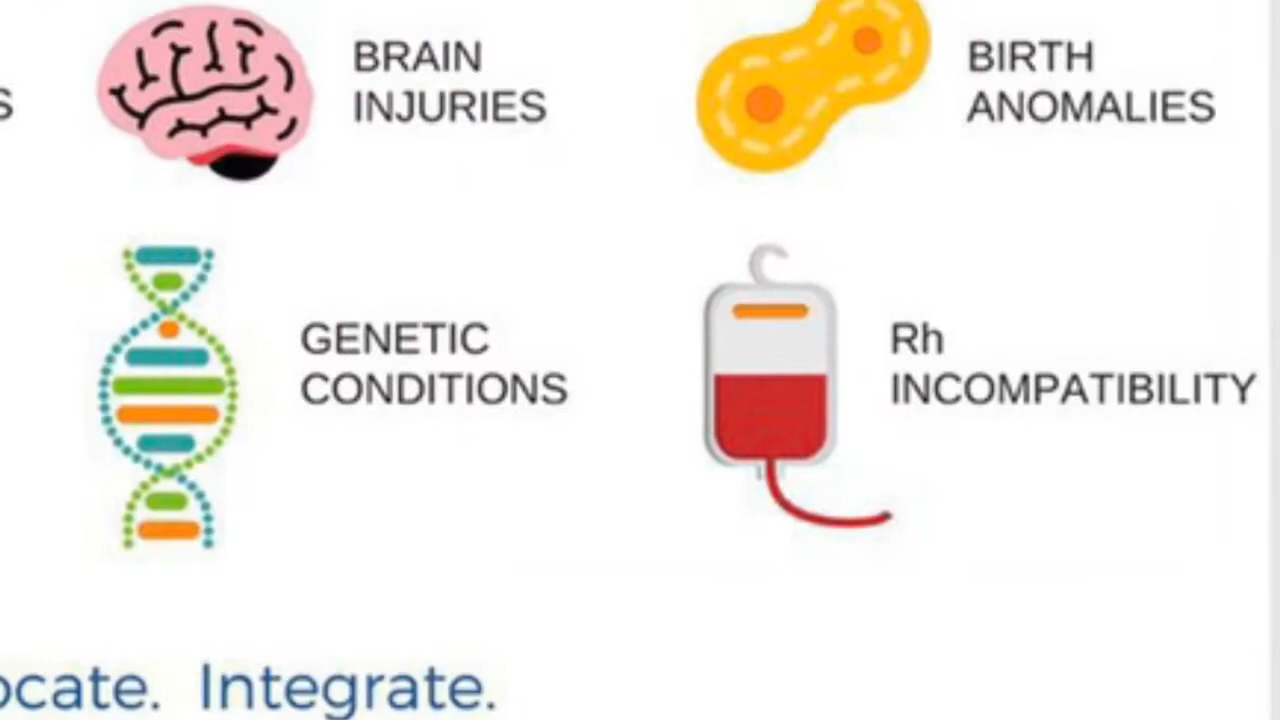 BRAIN
INJURIES
BIRTH
ANOMALIES
GENETIC
CONDITIONS
Rh
INCOMPATIBILITY
Integrate.